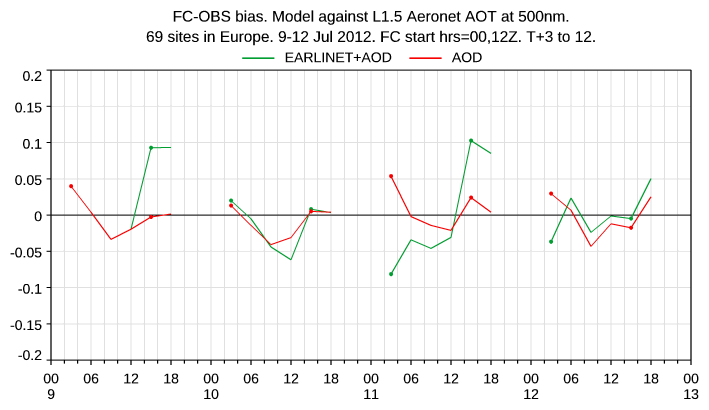 FC-OBS bias. Model against L1.5 Aeronet AOT at 500nm.
69 sites in Europe. 9-12 Jul 2012. FC start hrs=00,12Z. T+3 to 12.
EARLINET+AOD AOD
0.2
0.15
0.1
0.05
0
-0.05
-0.1
-0.15
-0.2
00 06 12 18 00 06 12 18 00 06 12 18 00 06 12 18 00
9 10 11 12 13